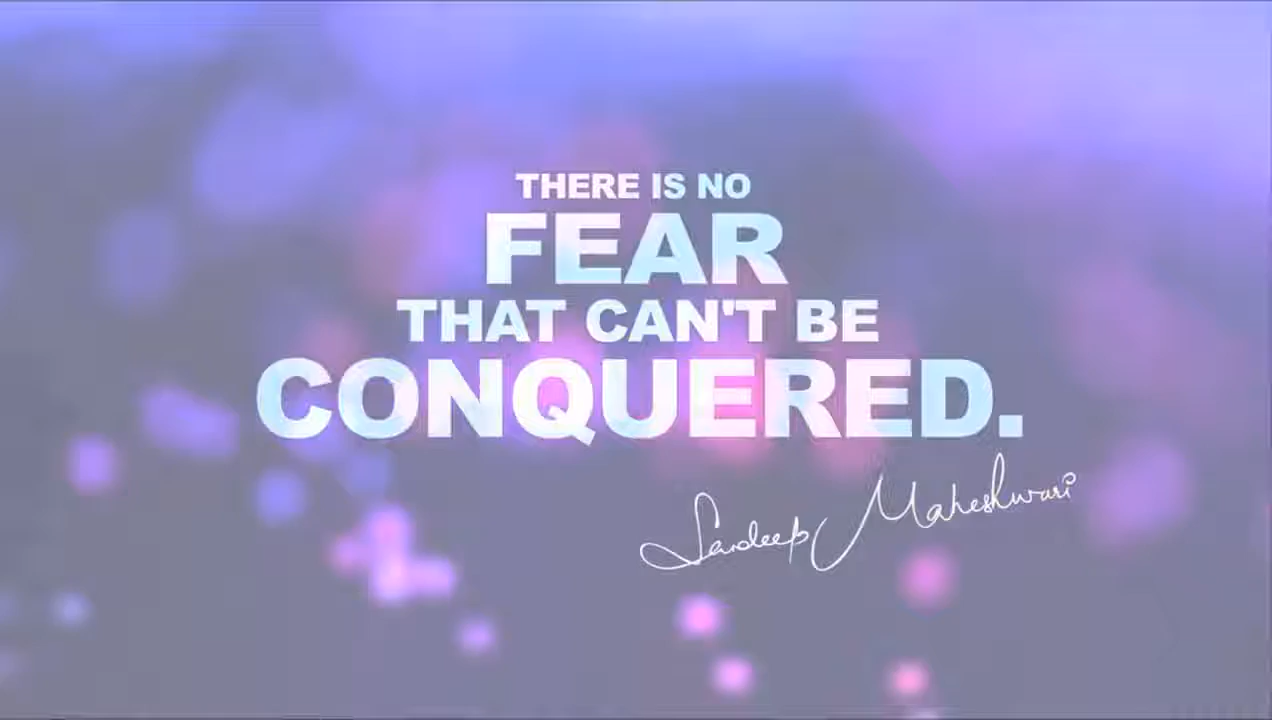 THERE IS NO
FEAR
THAT CAN'T BE
CONQUERED.
Sandeep Maheshwari